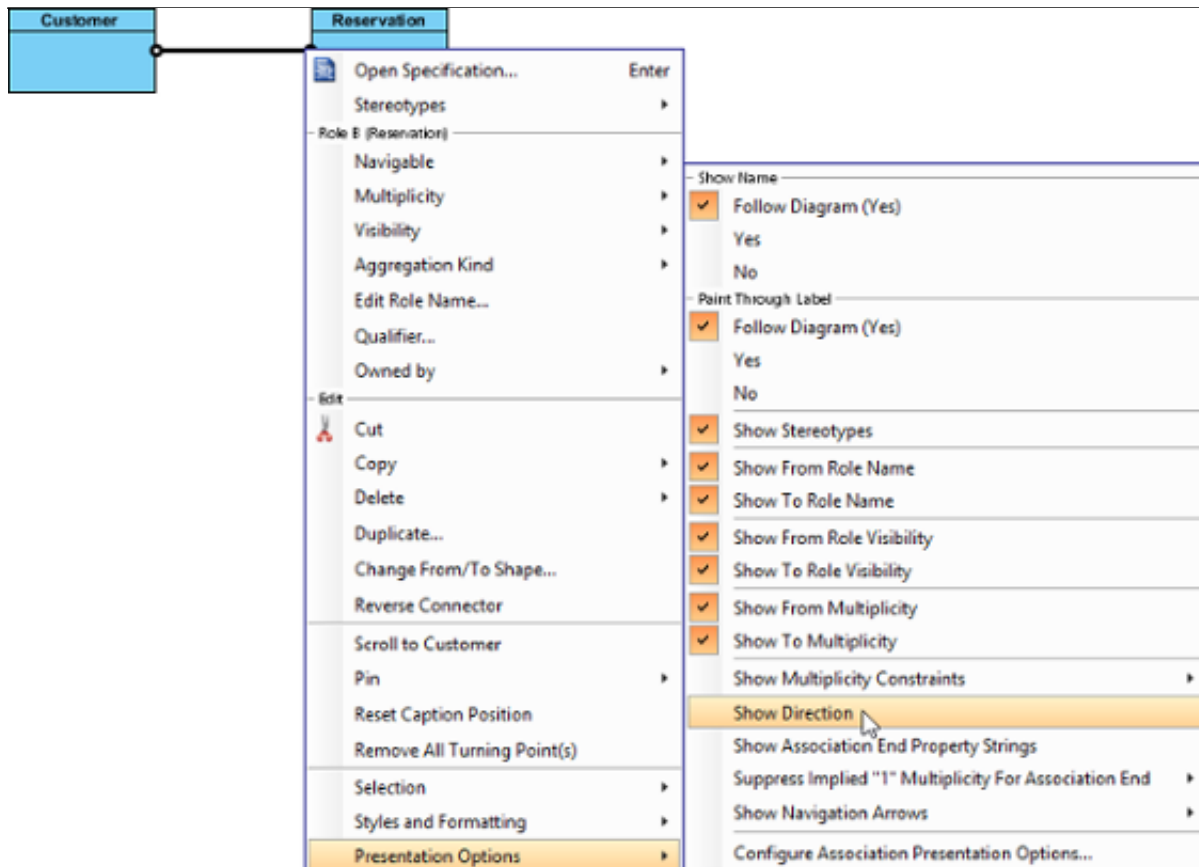 Customer
Reservation
Open Specification... Enter
Stereotypes
Role B (Reservation)
Navigable
Multiplicity
Visibility
Aggregation Kind
Edit Role Name...
Qualifier...
Owned by
Edit
Cut
Copy
Delete
Duplicate...
Change From/To Shape...
Reverse Connector
Scroll to Customer
Pin
Reset Caption Position
Remove All Turning Point(s)
Selection
Styles and Formatting
Presentation Options
Show Name
Follow Diagram (Yes)
Yes
No
Paint Through Label
Follow Diagram (Yes)
Yes
No
Show Stereotypes
Show From Role Name
Show To Role Name
Show From Role Visibility
Show To Role Visibility
Show From Multiplicity
Show To Multiplicity
Show Multiplicity Constraints
Show Direction
Show Association End Property Strings
Suppress Implied "1" Multiplicity For Association End
Show Navigation Arrows
Configure Association Presentation Options...